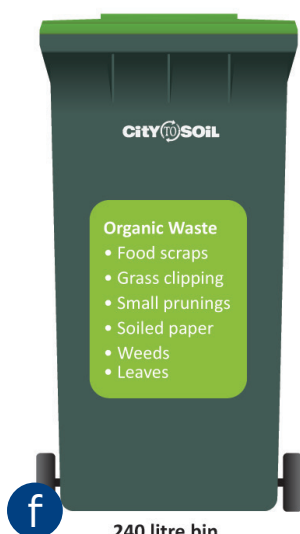 CiTY TO SOiL
Organic Waste
• Food scraps
• Grass clipping
• Small prunings
• Soiled paper
• Weeds
• Leaves
f
240 litre bin